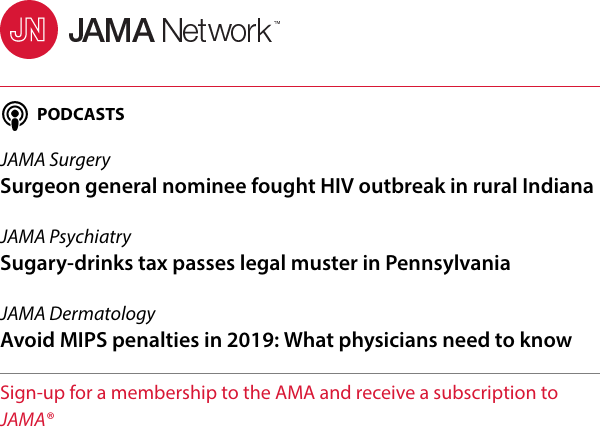 JN JAMA Network™
PODCASTS
JAMA Surgery
Surgeon general nominee fought HIV outbreak in rural Indiana
JAMA Psychiatry
Sugary-drinks tax passes legal muster in Pennsylvania
JAMA Dermatology
Avoid MIPS penalties in 2019: What physicians need to know
Sign-up for a membership to the AMA and receive a subscription to
JAMA®